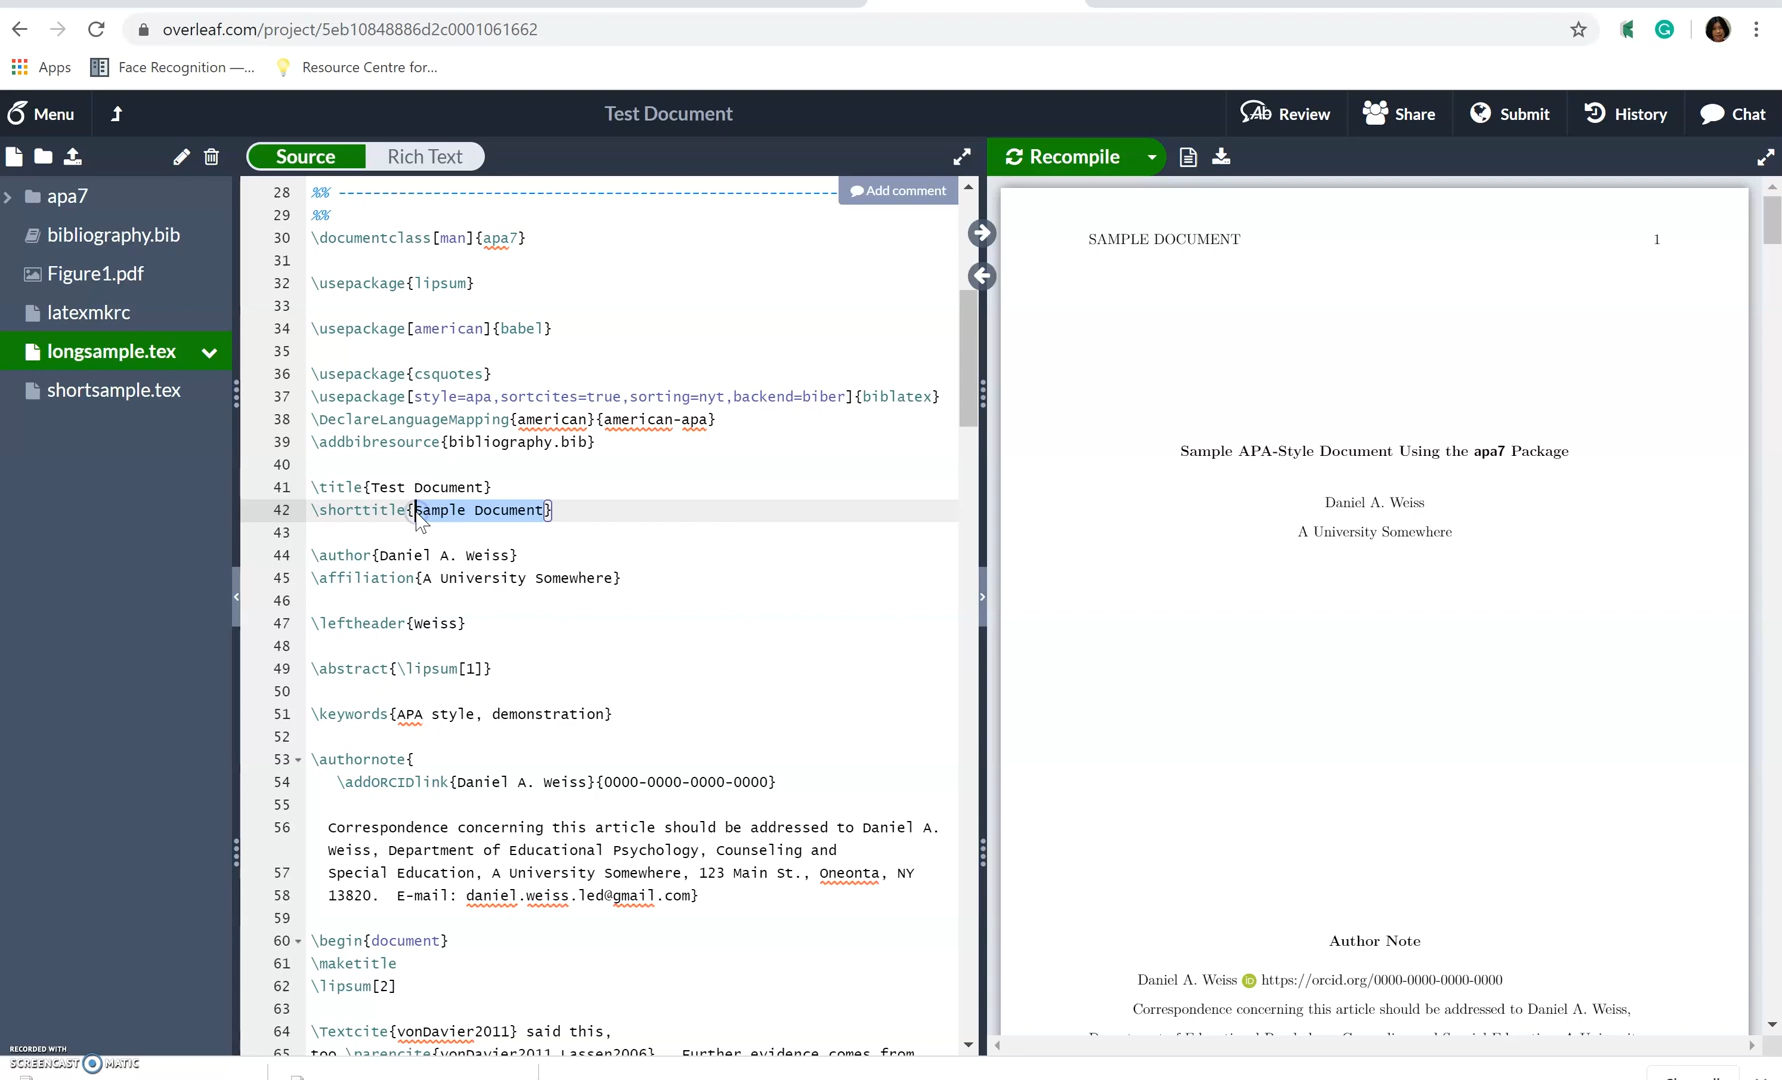 overleaf.com/project/5eb10848886d2c0001061662
Apps Face Recognition —... Resource Centre for...
Menu Test Document Review Share Submit History Chat
Source Rich Text Recompile
apa7
bibliography.bib
Figure1.pdf
latexmkrc
longsample.tex
shortsample.tex
Add comment
28 %% ----------------------------------------------------------
29 %%
30 \documentclass[man]{apa7}
31
32 \usepackage{lipsum}
33
34 \usepackage[american]{babel}
35
36 \usepackage{csquotes}
37 \usepackage[style=apa,sortcites=true,sorting=nyt,backend=biber]{biblatex}
38 \DeclareLanguageMapping{american}{american-apa}
39 \addbibresource{bibliography.bib}
40
41 \title{Test Document}
42 \shorttitle{Sample Document}
43
44 \author{Daniel A. Weiss}
45 \affiliation{A University Somewhere}
46
47 \leftheader{Weiss}
48
49 \abstract{\lipsum[1]}
50
51 \keywords{APA style, demonstration}
52
53 \authornote{
54 \addORCIDlink{Daniel A. Weiss}{0000-0000-0000-0000}
55
56 Correspondence concerning this article should be addressed to Daniel A.
Weiss, Department of Educational Psychology, Counseling and
57 Special Education, A University Somewhere, 123 Main St., Oneonta, NY
58 13820. E-mail: daniel.weiss.led@gmail.com}
59
60 \begin{document}
61 \maketitle
62 \lipsum[2]
63
64 \Textcite{vonDavier2011} said this,
65 too \parencite{vonDavier2011,Lassen2006}. Further evidence comes from
SAMPLE DOCUMENT 1
Sample APA-Style Document Using the apa7 Package
Daniel A. Weiss
A University Somewhere
Author Note
Daniel A. Weiss iD https://orcid.org/0000-0000-0000-0000
Correspondence concerning this article should be addressed to Daniel A. Weiss,
RECORDED WITH
SCREENCAST MATIC